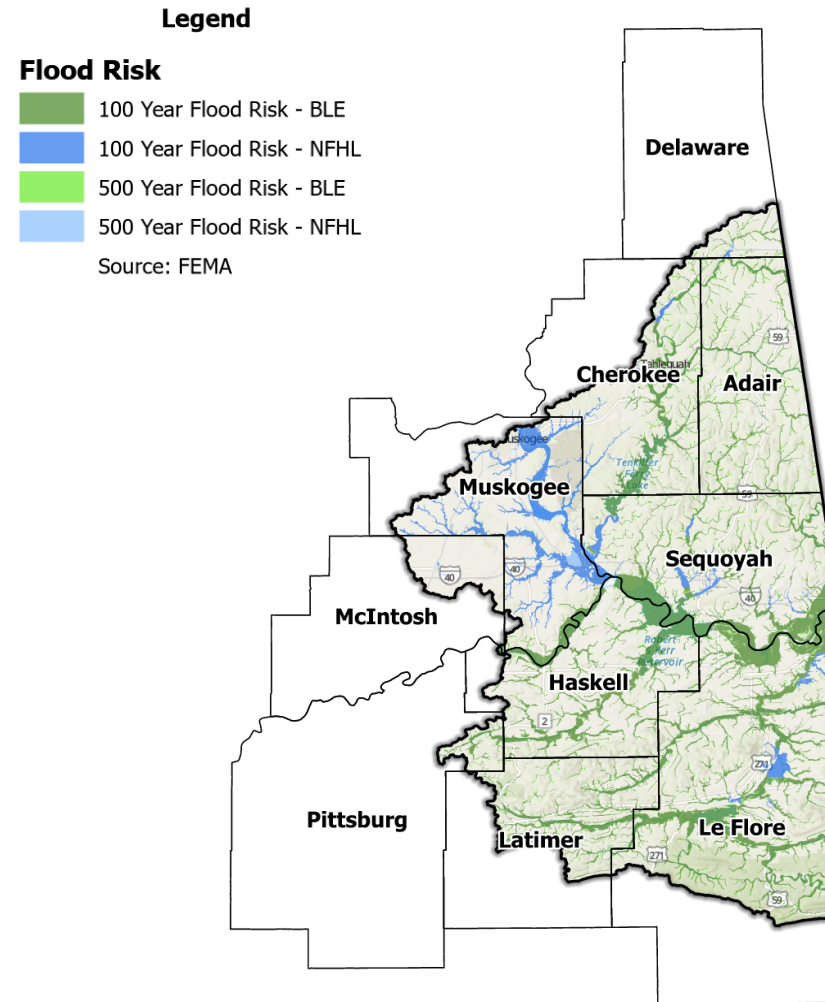 Legend
Flood Risk
100 Year Flood Risk - BLE
100 Year Flood Risk - NFHL
500 Year Flood Risk - BLE
500 Year Flood Risk - NFHL
Source: FEMA
Delaware
59
Tahlequah
Cherokee
Adair
uskogee
Tenkiller
Ferry
Lake
Muskogee
59
Sequoyah
40
40
40
McIntosh
Robert
S Kerr
Reservoir
Haskell
2
271
Pittsburg
Le Flore
Latimer
271
59